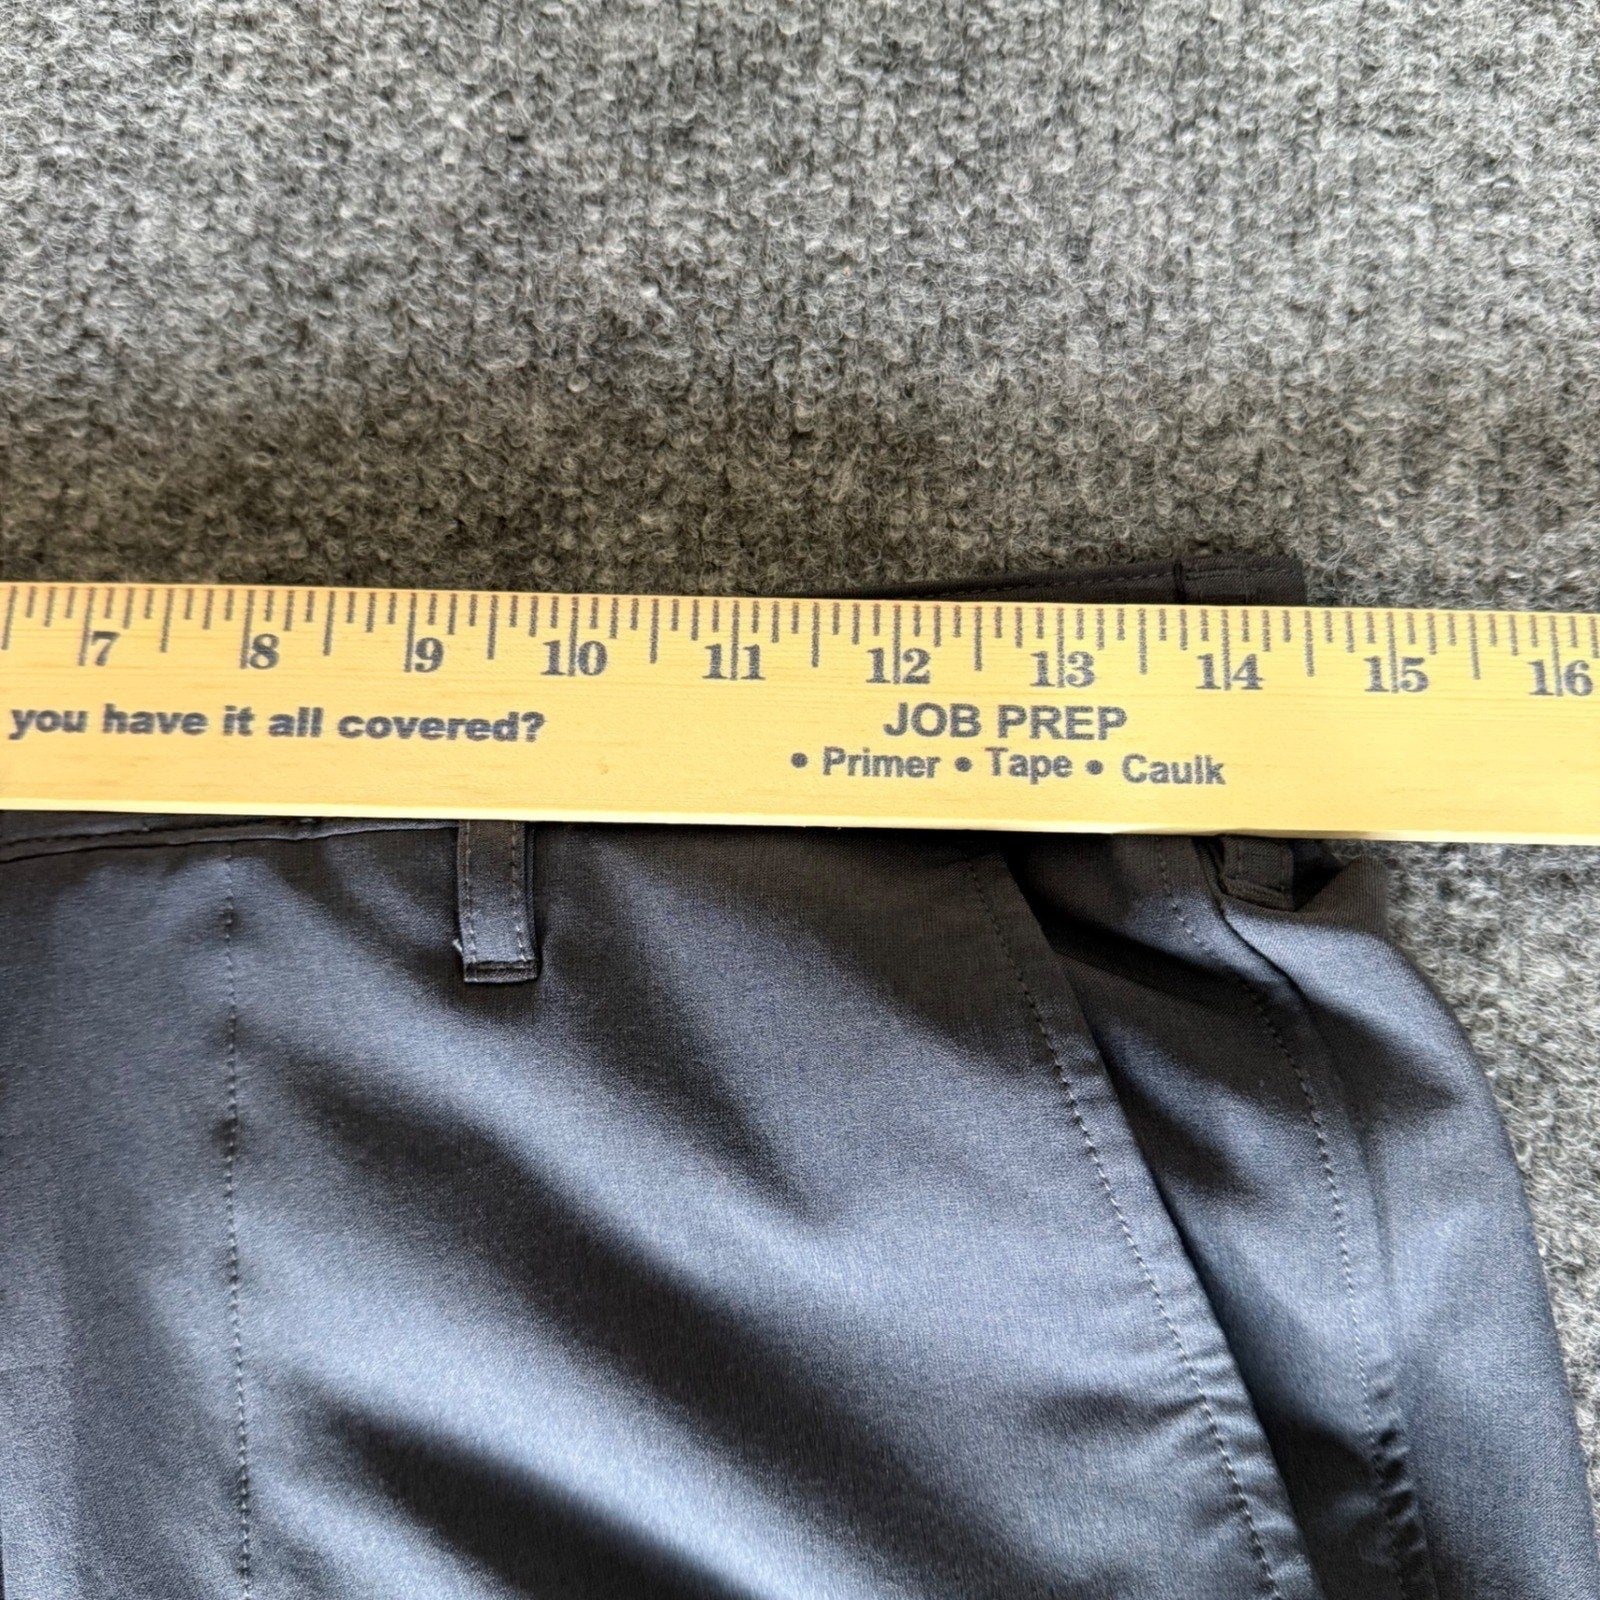 7 8 9 10 11 12 13 14 15 16
you have it all covered?
JOB PREP
• Primer • Tape • Caulk